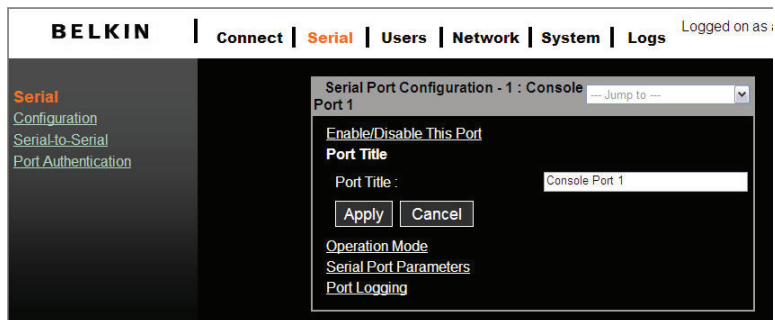 BELKIN | Connect | Serial | Users | Network | System | Logs Logged on as
Serial
Configuration
Serial-to-Serial
Port Authentication
Serial Port Configuration - 1 : Console
Port 1
--- Jump to ---
Enable/Disable This Port
Port Title
Port Title :
Console Port 1
Apply Cancel
Operation Mode
Serial Port Parameters
Port Logging